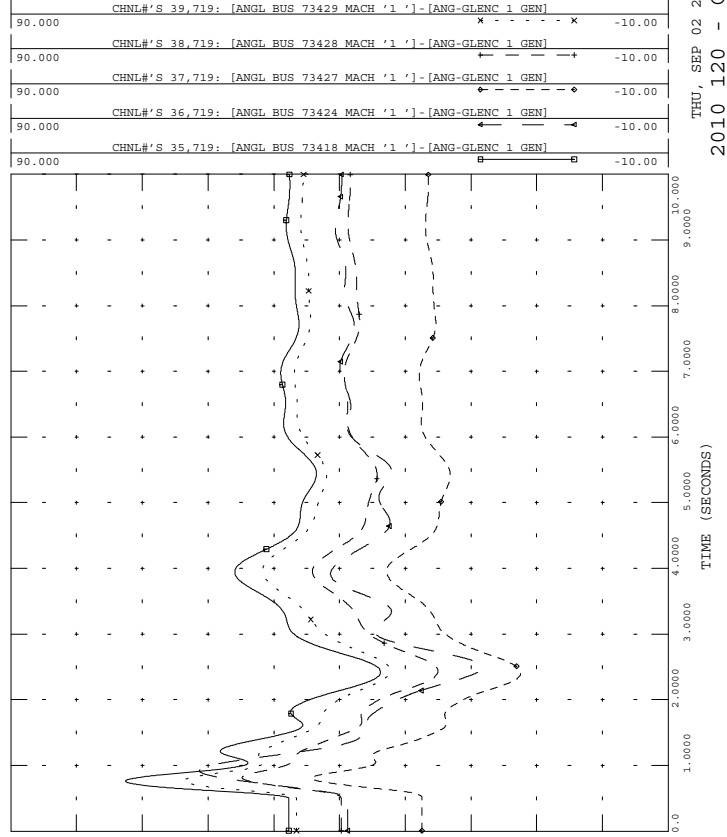 CHNL#'S 39,719: [ANGL BUS 73429 MACH '1 ']-[ANG-GLENC 1 GEN]
90.000 -10.00
CHNL#'S 38,719: [ANGL BUS 73428 MACH '1 ']-[ANG-GLENC 1 GEN]
90.000 -10.00
CHNL#'S 37,719: [ANGL BUS 73427 MACH '1 ']-[ANG-GLENC 1 GEN]
90.000 -10.00
CHNL#'S 36,719: [ANGL BUS 73424 MACH '1 ']-[ANG-GLENC 1 GEN]
90.000 -10.00
CHNL#'S 35,719: [ANGL BUS 73418 MACH '1 ']-[ANG-GLENC 1 GEN]
90.000 -10.00
THU, SEP 02 2
2010 120 -
10.000
9.0000
8.0000
7.0000
6.0000
5.0000
4.0000
3.0000
2.0000
1.0000
0.0
TIME (SECONDS)